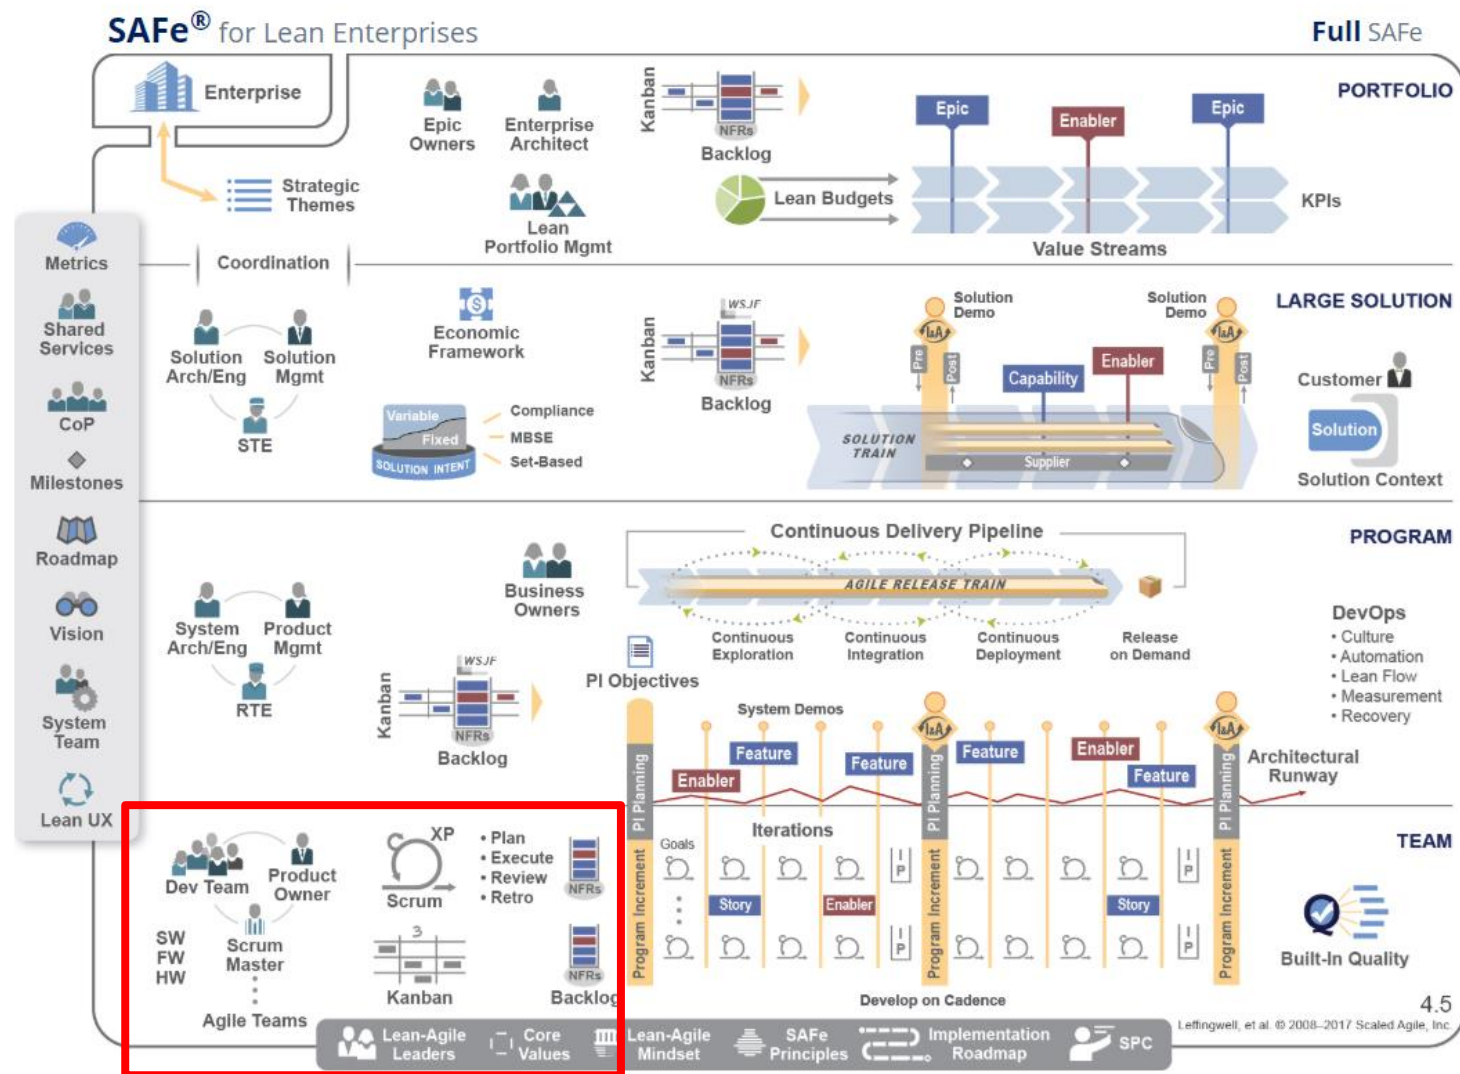 SAFe® for Lean Enterprises
Full SAFe
Enterprise
Strategic
Themes
Epic
Owners
Enterprise
Architect
Lean
Portfolio Mgmt
Kanban
NFRs
Backlog
Lean Budgets
Epic
Enabler
Epic
Value Streams
KPIs
PORTFOLIO
Metrics
Shared
Services
CoP
Milestones
Roadmap
Vision
System
Team
Lean UX
Coordination
Solution
Arch/Eng
Solution
Mgmt
STE
Economic
Framework
Variable
Fixed
SOLUTION INTENT
Compliance
MBSE
Set-Based
Kanban
WSJF
NFRs
Backlog
Solution
Demo
I&A
Pre
Post
Capability
Enabler
Solution
Demo
I&A
Pre
Post
SOLUTION
TRAIN
Supplier
LARGE SOLUTION
Customer
Solution
Solution Context
System
Arch/Eng
Product
Mgmt
RTE
Business
Owners
Kanban
WSJF
NFRs
Backlog
PI Objectives
Continuous Delivery Pipeline
AGILE RELEASE TRAIN
Continuous
Exploration
Continuous
Integration
Continuous
Deployment
Release
on Demand
PROGRAM
DevOps
• Culture
• Automation
• Lean Flow
• Measurement
• Recovery
System Demos
Enabler
Feature
Feature
I&A
Feature
Enabler
Feature
I&A
Architectural
Runway
PI Planning
PI Planning
PI Planning
Dev Team
Product
Owner
Scrum
Master
SW
FW
HW
Agile Teams
XP
Scrum
• Plan
• Execute
• Review
• Retro
NFRs
3
Kanban
NFRs
Backlog
Program Increment
Goals
Iterations
Story
Enabler
I
P
I
P
Program Increment
Story
I
P
I
P
Program Increment
Develop on Cadence
TEAM
Built-In Quality
4.5
Leffingwell, et al. © 2008–2017 Scaled Agile, Inc.
Lean-Agile
Leaders
Core
Values
Lean-Agile
Mindset
SAFe
Principles
Implementation
Roadmap
SPC